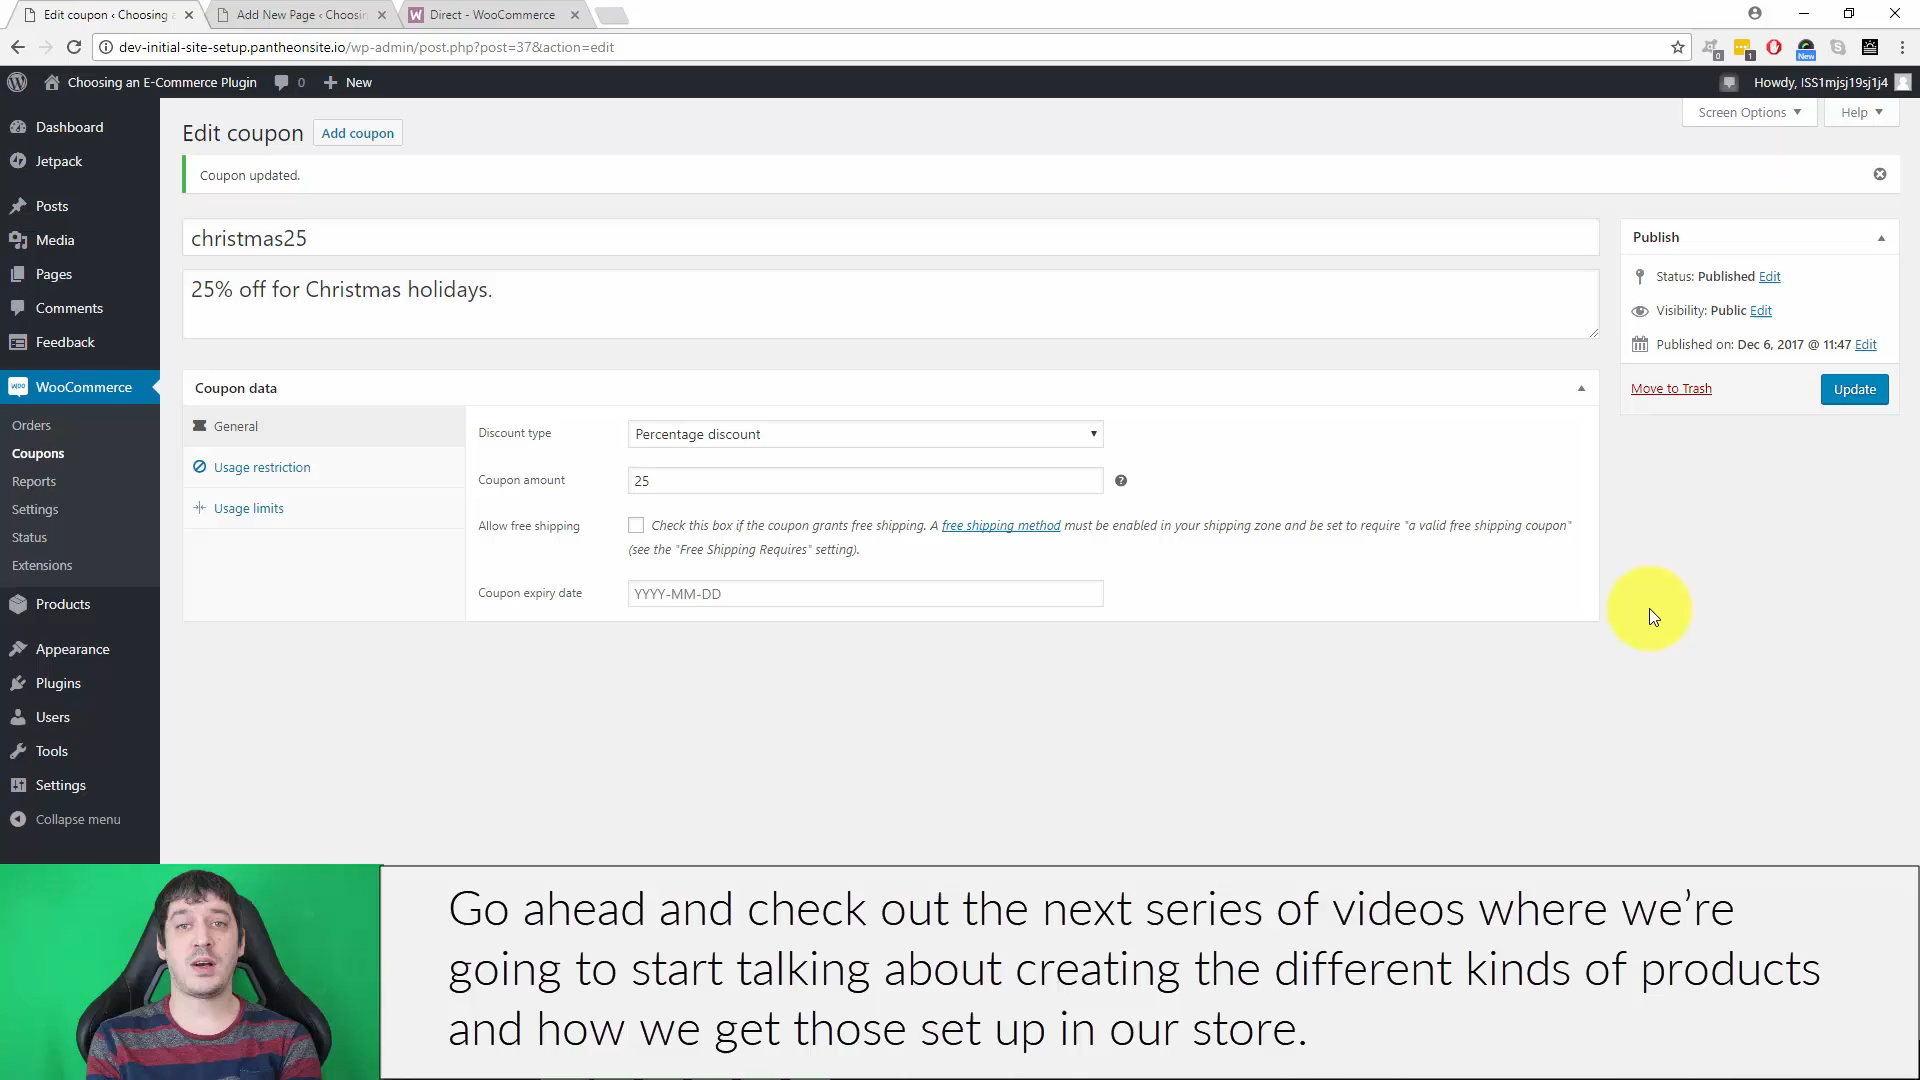 Edit coupon ‹ Choosing a
Add New Page ‹ Choosin
Direct - WooCommerce
dev-initial-site-setup.pantheonsite.io/wp-admin/post.php?post=37&action=edit
0
1
New
Choosing an E-Commerce Plugin
0
New
Howdy, ISS1mjsj19sj1j4
Dashboard
Jetpack
Posts
Media
Pages
Comments
Feedback
WooCommerce
Orders
Coupons
Reports
Settings
Status
Extensions
Products
Appearance
Plugins
Users
Tools
Settings
Collapse menu
Screen Options
Help
Edit coupon
Add coupon
Coupon updated.
christmas25
25% off for Christmas holidays.
Coupon data
General
Usage restriction
Usage limits
Discount type
Percentage discount
Coupon amount
25
Allow free shipping
Check this box if the coupon grants free shipping. A free shipping method must be enabled in your shipping zone and be set to require "a valid free shipping coupon"
(see the "Free Shipping Requires" setting).
Coupon expiry date
YYYY-MM-DD
Publish
Status: Published Edit
Visibility: Public Edit
Published on: Dec 6, 2017 @ 11:47 Edit
Move to Trash
Update
Go ahead and check out the next series of videos where we’re
going to start talking about creating the different kinds of products
and how we get those set up in our store.